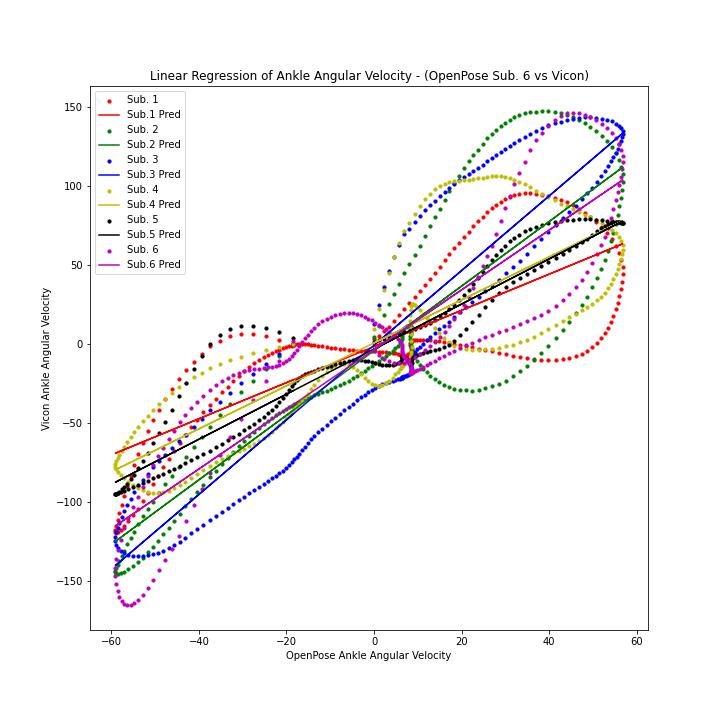 Linear Regression of Ankle Angular Velocity - (OpenPose Sub. 6 vs Vicon)
Sub. 1
Sub.1 Pred
Sub. 2
Sub.2 Pred
Sub. 3
Sub.3 Pred
Sub. 4
Sub.4 Pred
Sub. 5
Sub.5 Pred
Sub. 6
Sub.6 Pred
Vicon Ankle Angular Velocity
150
100
50
0
−50
−100
−150
−60 −40 −20 0 20 40 60
OpenPose Ankle Angular Velocity